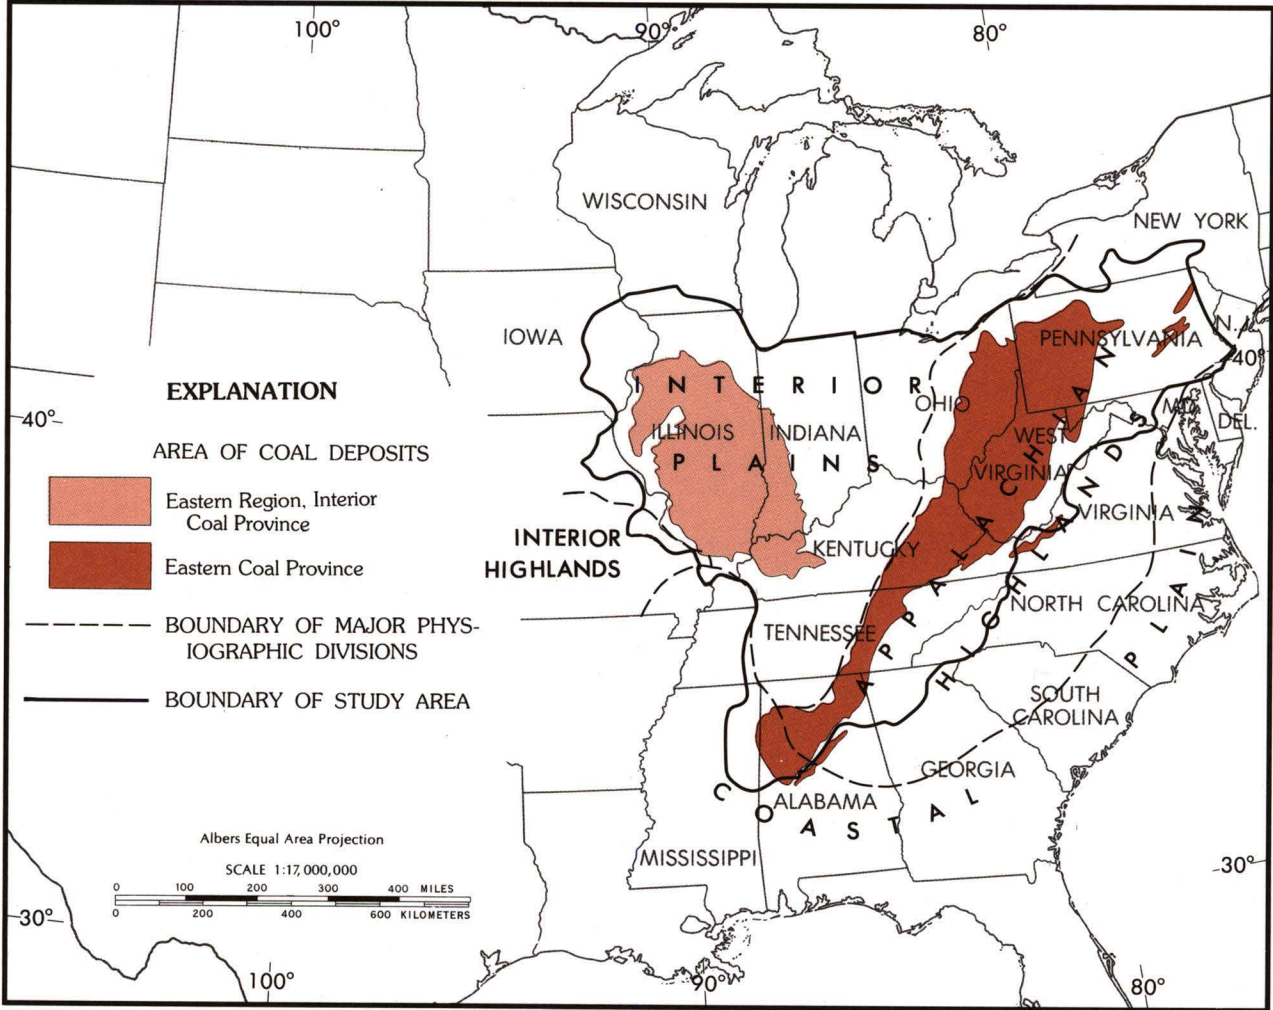 100°
90°
80°
WISCONSIN
NEW YORK
IOWA
PENNSYLVANIA
N.J.
40°
INTERIOR
OHIO
MD.
DEL.
ILLINOIS
INDIANA
WEST
VIRGINIA
PLAINS
VIRGINIA
KENTUCKY
INTERIOR
HIGHLANDS
APPALACHIAN
HIGHLANDS
NORTH CAROLINA
TENNESSEE
SOUTH
CAROLINA
GEORGIA
ALABAMA
COASTAL
PLAIN
MISSISSIPPI
40°
EXPLANATION
AREA OF COAL DEPOSITS
Eastern Region, Interior
Coal Province
Eastern Coal Province
BOUNDARY OF MAJOR PHYS-
IOGRAPHIC DIVISIONS
BOUNDARY OF STUDY AREA
Albers Equal Area Projection
SCALE 1:17,000,000
0 100 200 300 400 MILES
0 200 400 600 KILOMETERS
30°
30°
100°
90°
80°